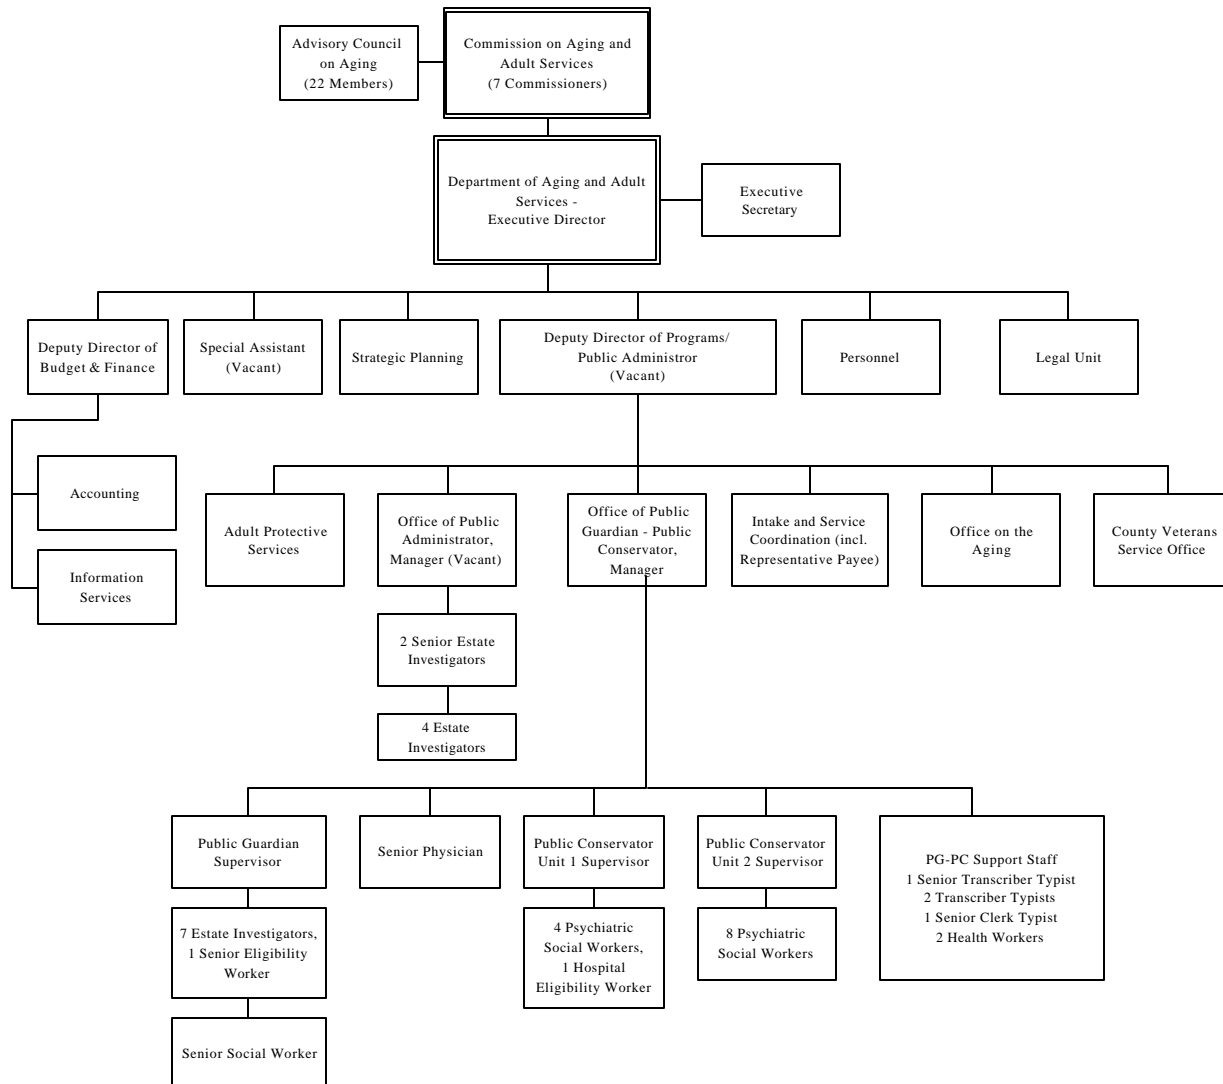 Advisory Council
on Aging
(22 Members)
Commission on Aging and
Adult Services
(7 Commissioners)
Department of Aging and Adult
Services -
Executive Director
Executive
Secretary
Deputy Director of
Budget & Finance
Special Assistant
(Vacant)
Strategic Planning
Deputy Director of Programs/
Public Administror
(Vacant)
Personnel
Legal Unit
Accounting
Information
Services
Adult Protective
Services
Office of Public
Administrator,
Manager (Vacant)
Office of Public
Guardian - Public
Conservator,
Manager
Intake and Service
Coordination (incl.
Representative Payee)
Office on the
Aging
County Veterans
Service Office
2 Senior Estate
Investigators
4 Estate
Investigators
Public Guardian
Supervisor
Senior Physician
Public Conservator
Unit 1 Supervisor
Public Conservator
Unit 2 Supervisor
PG-PC Support Staff
1 Senior Transcriber Typist
2 Transcriber Typists
1 Senior Clerk Typist
2 Health Workers
7 Estate Investigators,
1 Senior Eligibility
Worker
4 Psychiatric
Social Workers,
1 Hospital
Eligibility Worker
8 Psychiatric
Social Workers
Senior Social Worker